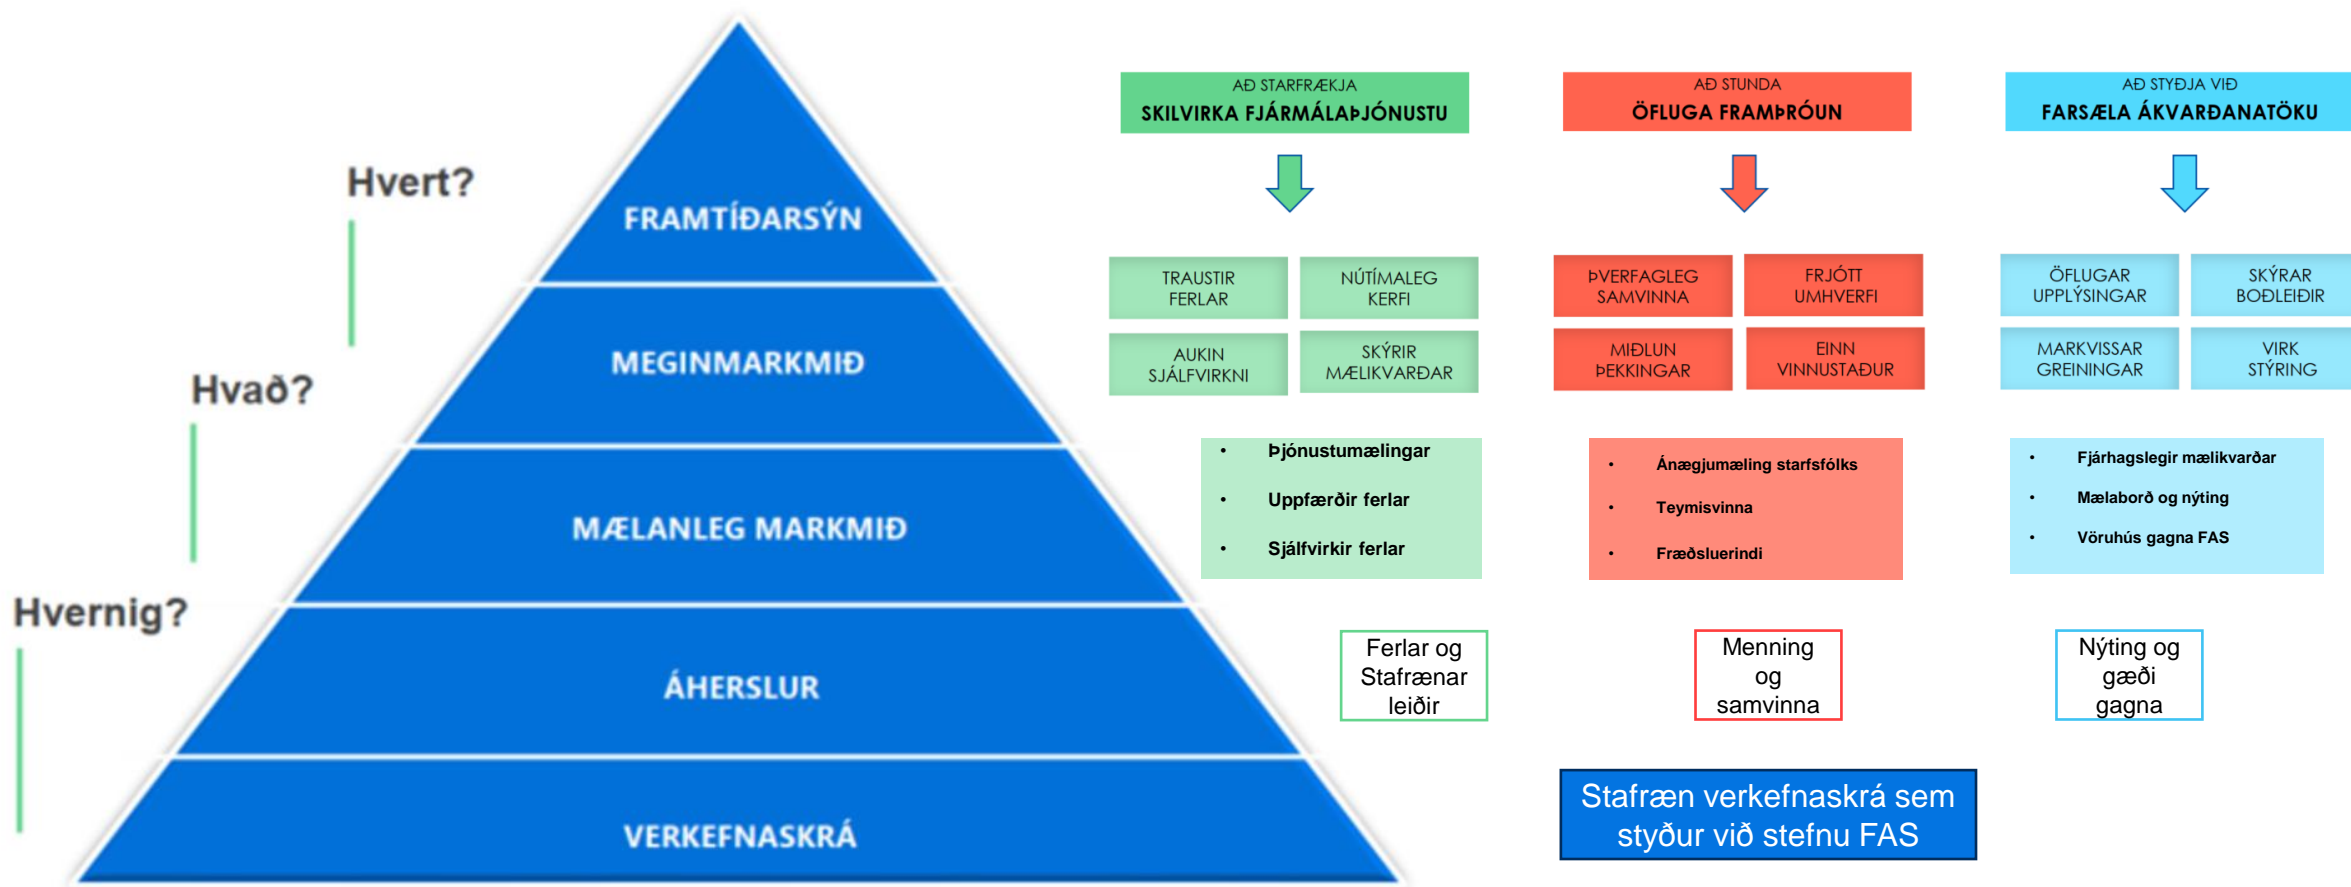 Hvert?
Hvað?
Hvernig?
FRAMTÍÐARSÝN
MEGINMARKMIÐ
MÆLANLEG MARKMIÐ
ÁHERSLUR
VERKEFNASKRÁ
AÐ STARFRÆKJA
SKILVIRKA FJÁRMÁLAÞJÓNUSTU
TRAUSTIR
FERLAR
NÚTÍMALEG
KERFI
AUKIN
SJÁLFVIRKNI
SKÝRIR
MÆLIKVARÐAR
• Þjónustumælingar
• Uppfærðir ferlar
• Sjálfvirkir ferlar
Ferlar og
Stafrænar
leiðir
AÐ STUNDA
ÖFLUGA FRAMÞRÓUN
ÞVERFAGLEG
SAMVINNA
FRJÓTT
UMHVERFI
MIÐLUN
ÞEKKINGAR
EINN
VINNUSTAÐUR
• Ánægjumæling starfsfólks
• Teymisvinna
• Fræðsluerindi
Menning
og
samvinna
AÐ STYÐJA VIÐ
FARSÆLA ÁKVARÐANATÖKU
ÖFLUGAR
UPPLÝSINGAR
SKÝRAR
BOÐLEIÐIR
MARKVISSAR
GREININGAR
VIRK
STÝRING
• Fjárhagslegir mælikvarðar
• Mælaborð og nýting
• Vöruhús gagna FAS
Nýting og
gæði
gagna
Stafræn verkefnaskrá sem
styður við stefnu FAS